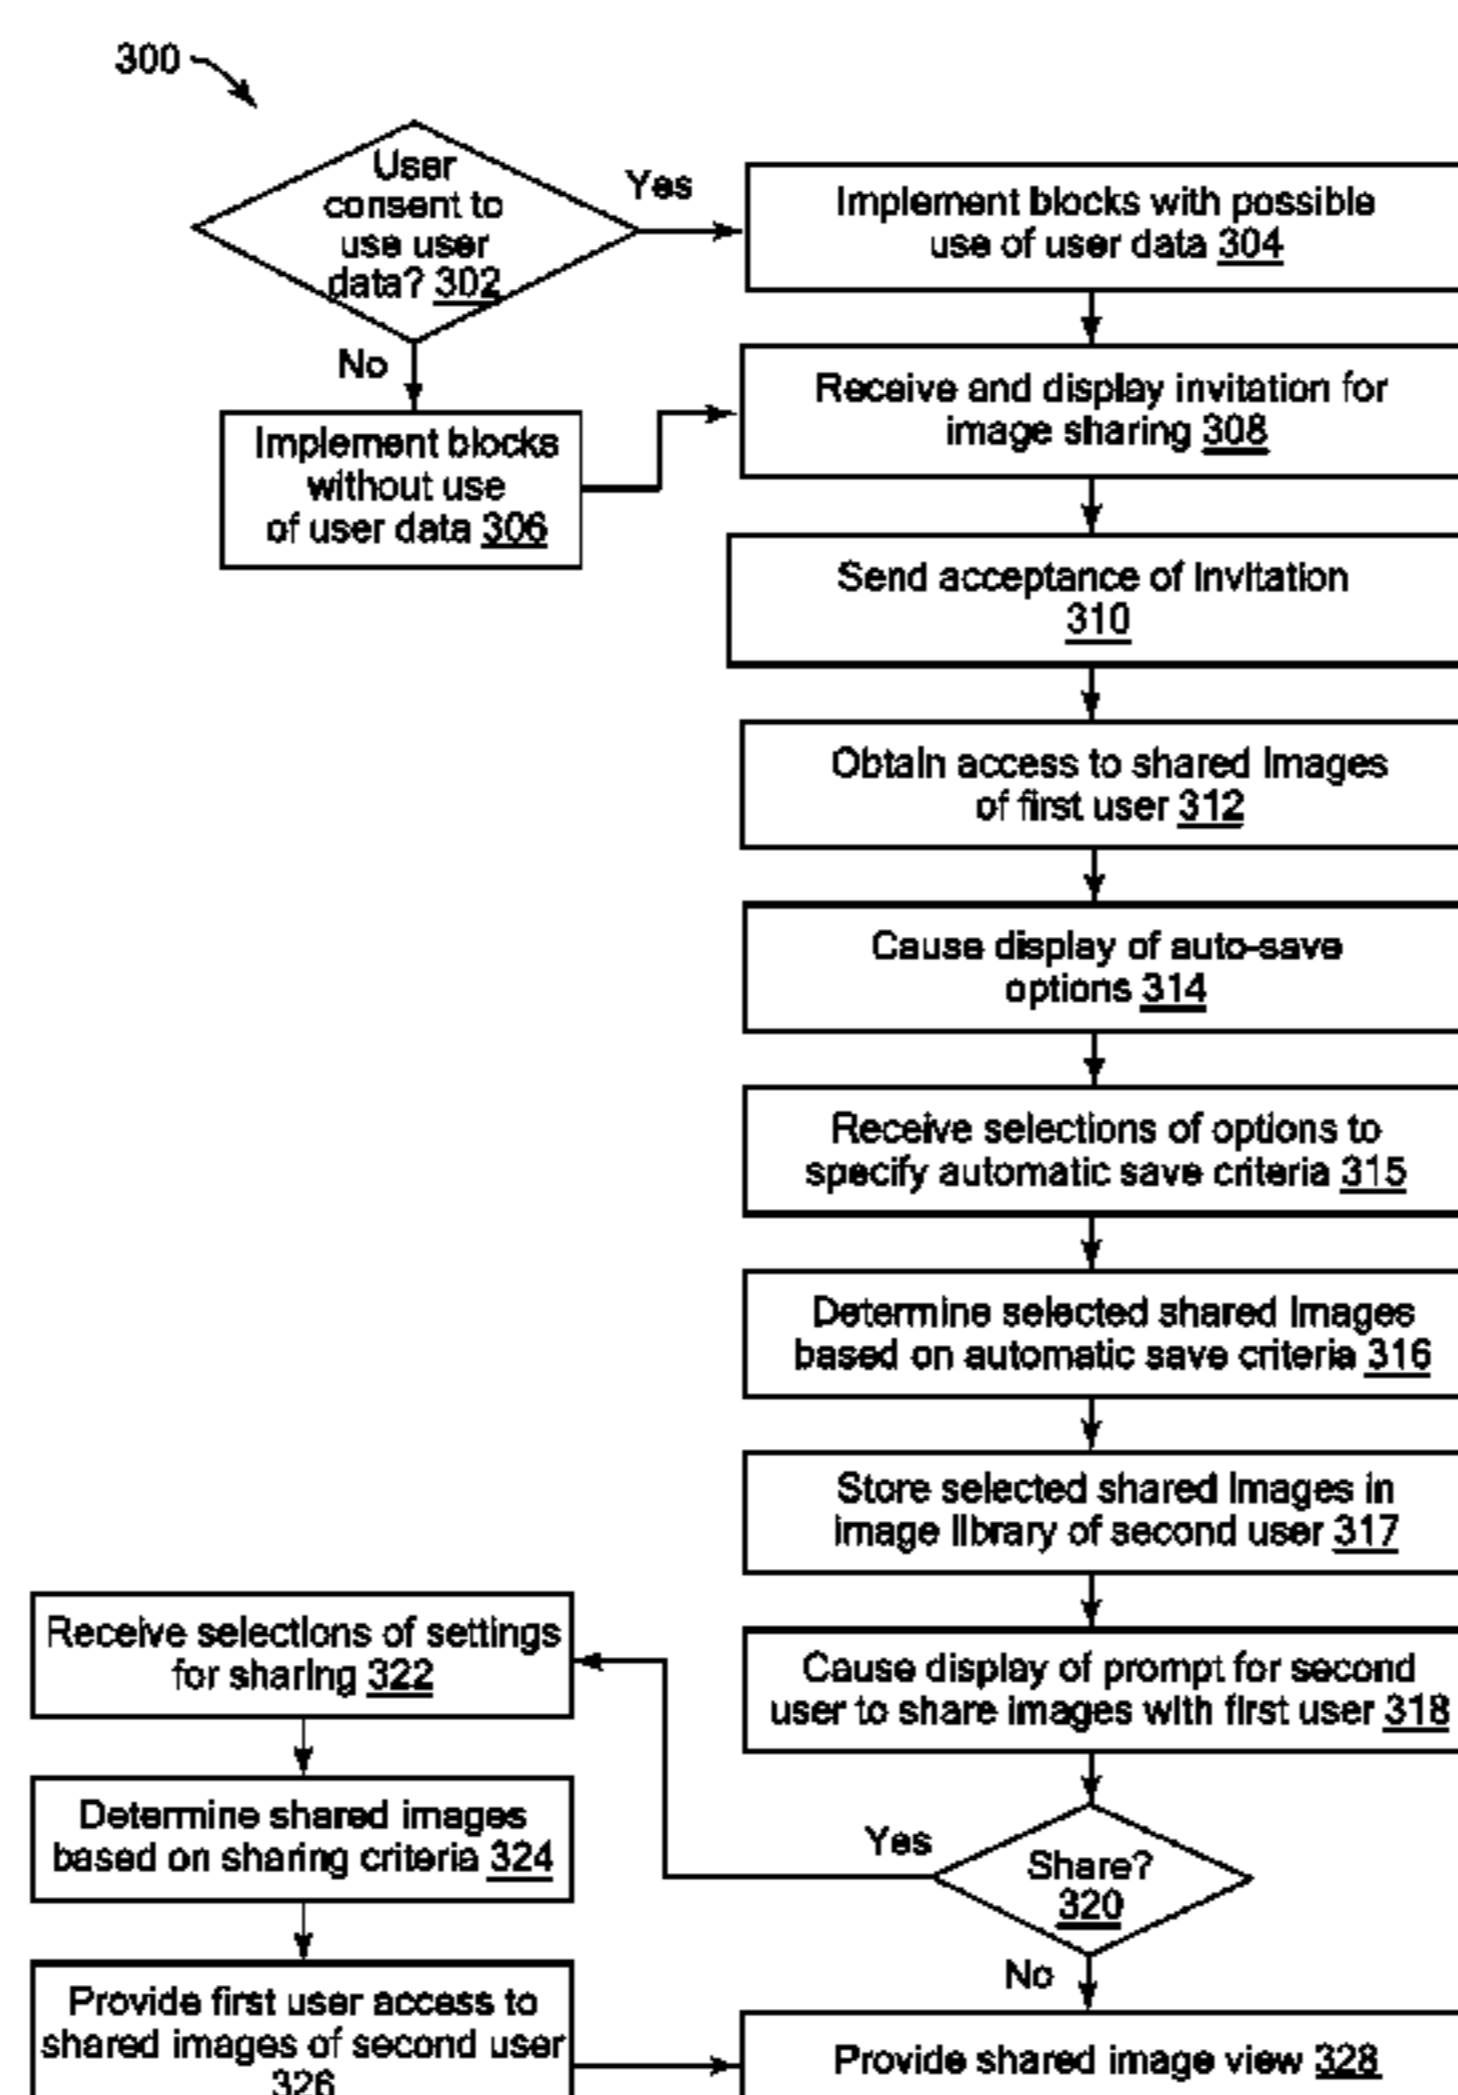 300
User
consent to
use user
data? 302
Yes
Implement blocks with possible
use of user data 304
No
Implement blocks
without use
of user data 306
Receive and display invitation for
image sharing 308
Send acceptance of invitation
310
Obtain access to shared images
of first user 312
Cause display of auto-save
options 314
Receive selections of options to
specify automatic save criteria 315
Determine selected shared images
based on automatic save criteria 316
Store selected shared images in
image library of second user 317
Cause display of prompt for second
user to share images with first user 318
Share?
320
Yes
Receive selections of settings
for sharing 322
Determine shared images
based on sharing criteria 324
Provide first user access to
shared images of second user
326
No
Provide shared image view 328